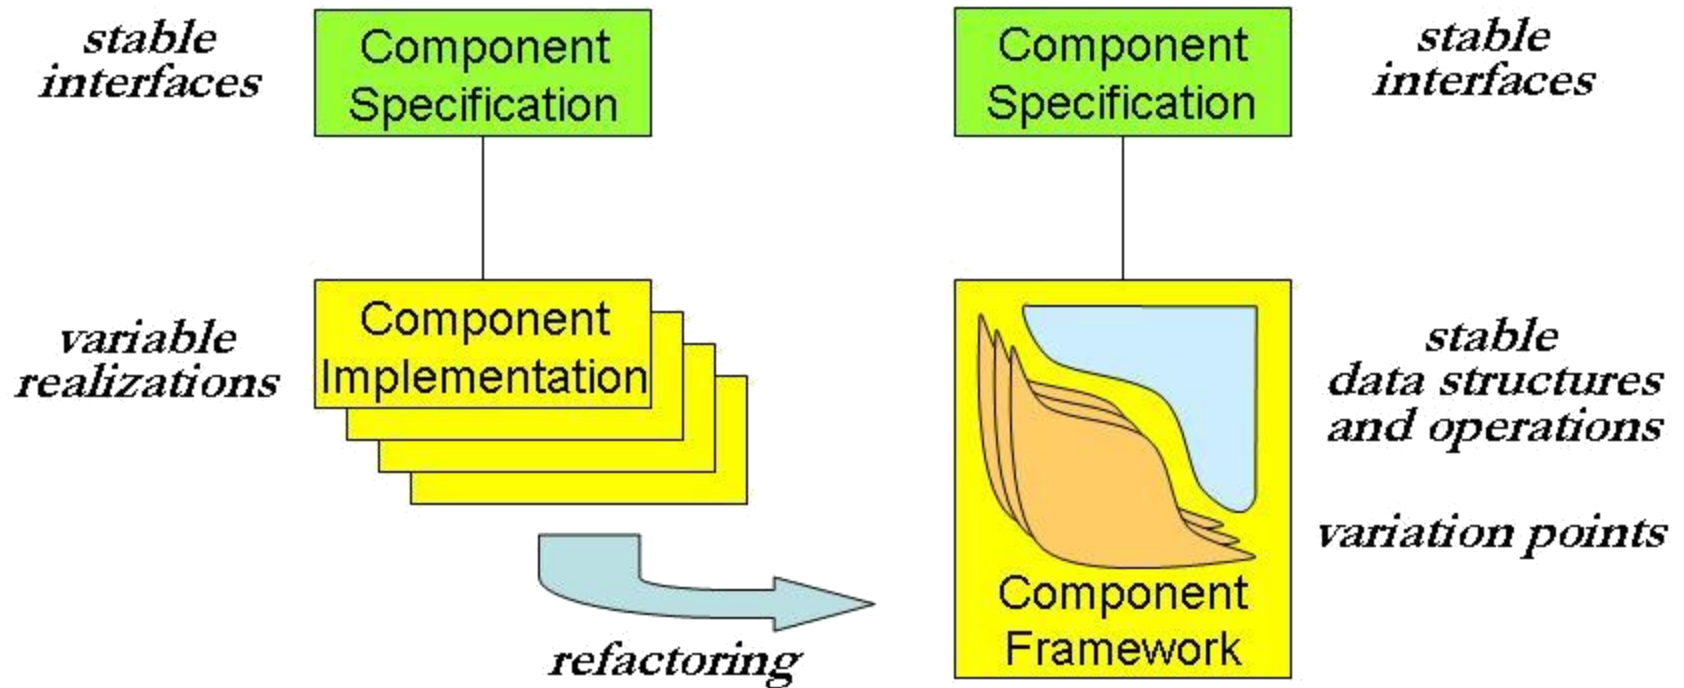 stable
interfaces
Component
Specification
Component
Specification
stable
interfaces
variable
realizations
Component
Implementation
stable
data structures
and operations
variation points
Component
Framework
refactoring